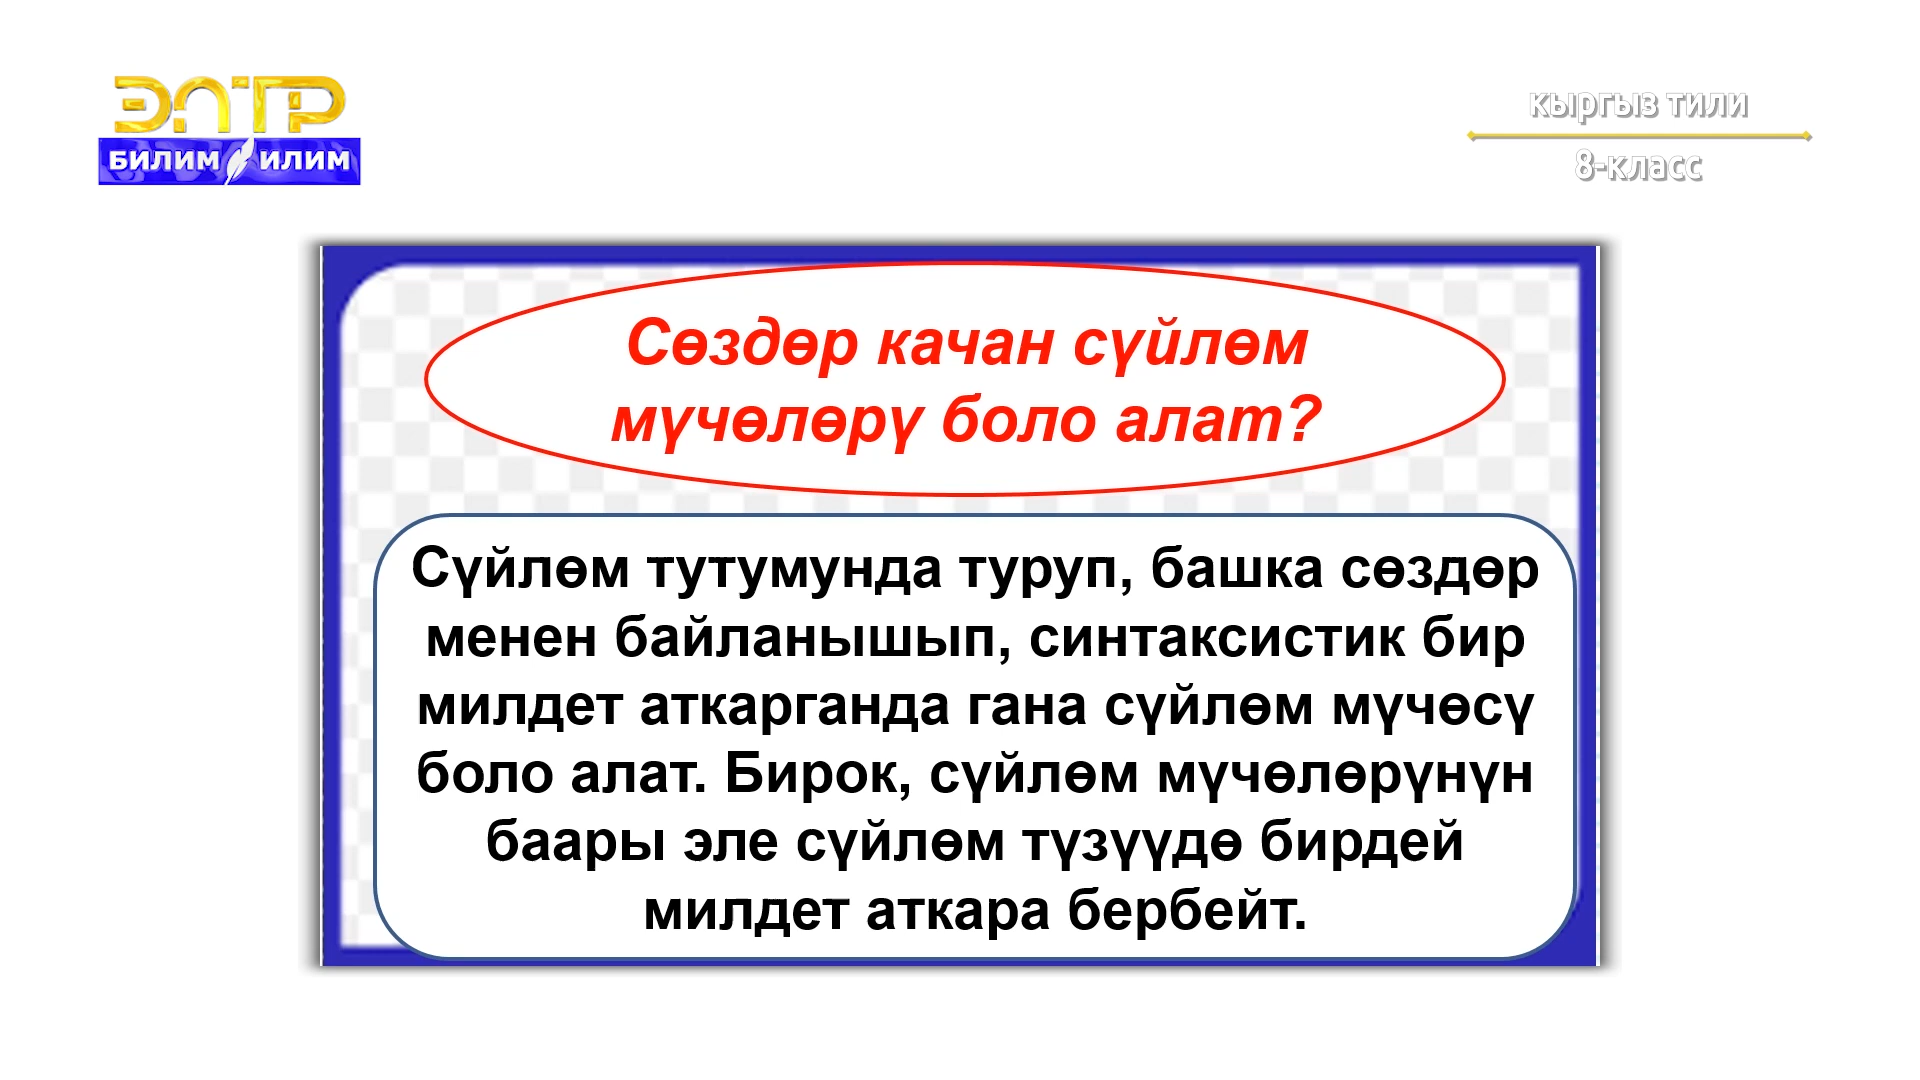 ЭЛТР
БИЛИМ ИЛИМ
кыргыз тили
8-класс
Сөздөр качан сүйлөм
мүчөлөрү боло алат?
Сүйлөм тутумунда туруп, башка сөздөр
менен байланышып, синтаксистик бир
милдет аткарганда гана сүйлөм мүчөсү
боло алат. Бирок, сүйлөм мүчөлөрүнүн
баары эле сүйлөм түзүүдө бирдей
милдет аткара бербейт.